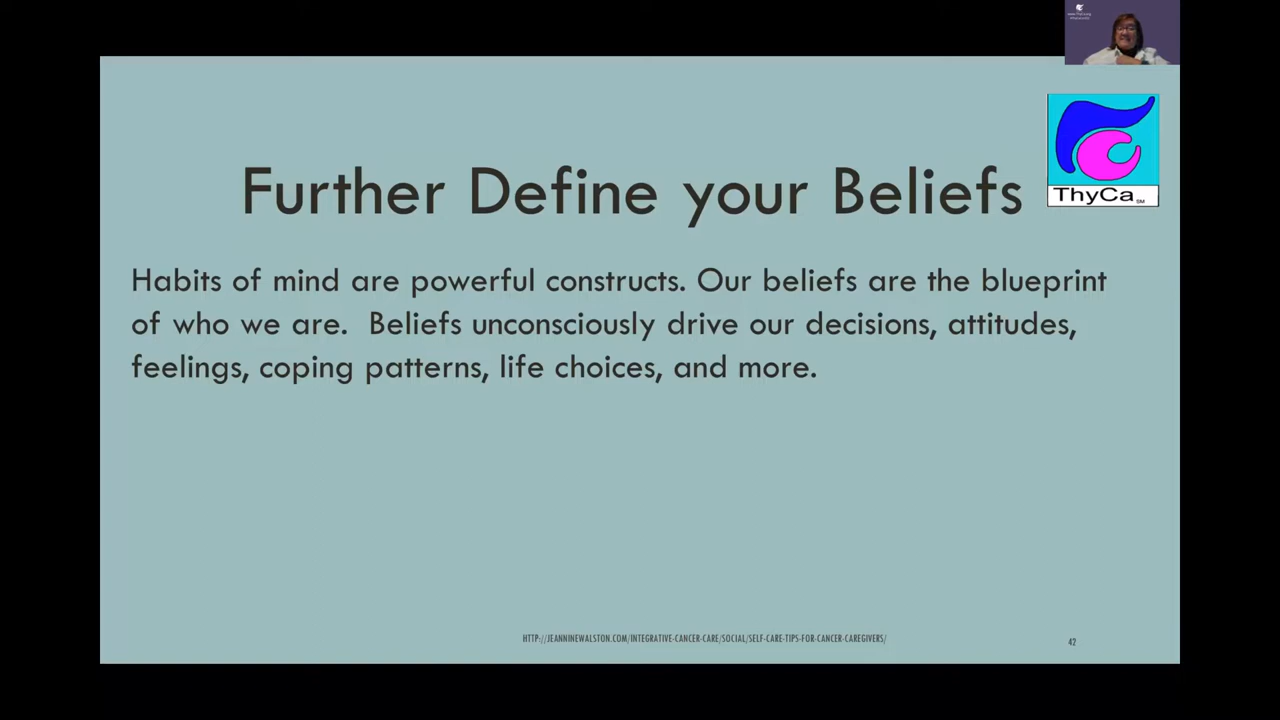 Further Define your Beliefs
ThyCa SM
Habits of mind are powerful constructs. Our beliefs are the blueprint
of who we are.  Beliefs unconsciously drive our decisions, attitudes,
feelings, coping patterns, life choices, and more.
HTTP://JEANNINEWALSTON.COM/INTEGRATIVE-CANCER-CARE/SOCIAL/SELF-CARE-TIPS-FOR-CANCER-CAREGIVERS/
42